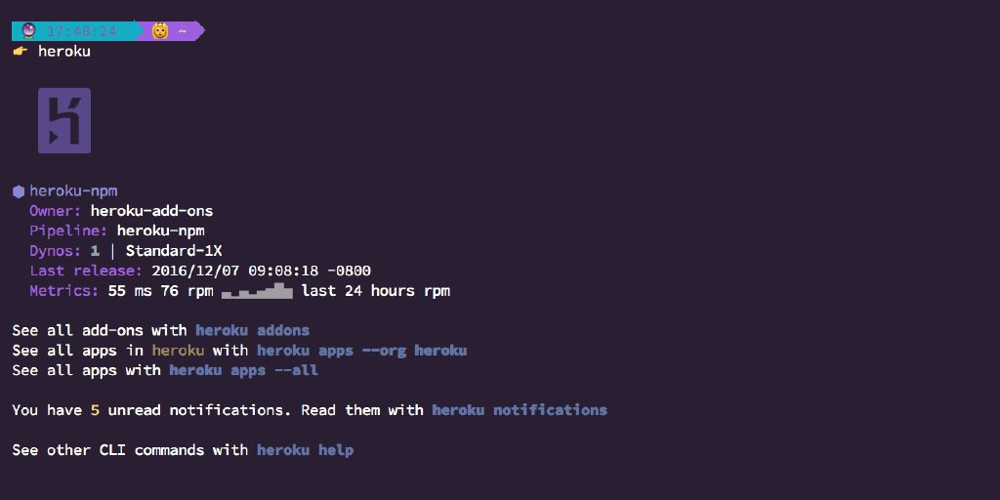 17:48:24 ~
heroku
heroku-npm
Owner: heroku-add-ons
Pipeline: heroku-npm
Dynos: 1 | Standard-1X
Last release: 2016/12/07 09:08:18 -0800
Metrics: 55 ms 76 rpm ▃▁▃▂▃▅▇█▆ last 24 hours rpm
See all add-ons with heroku addons
See all apps in heroku with heroku apps --org heroku
See all apps with heroku apps --all
You have 5 unread notifications. Read them with heroku notifications
See other CLI commands with heroku help